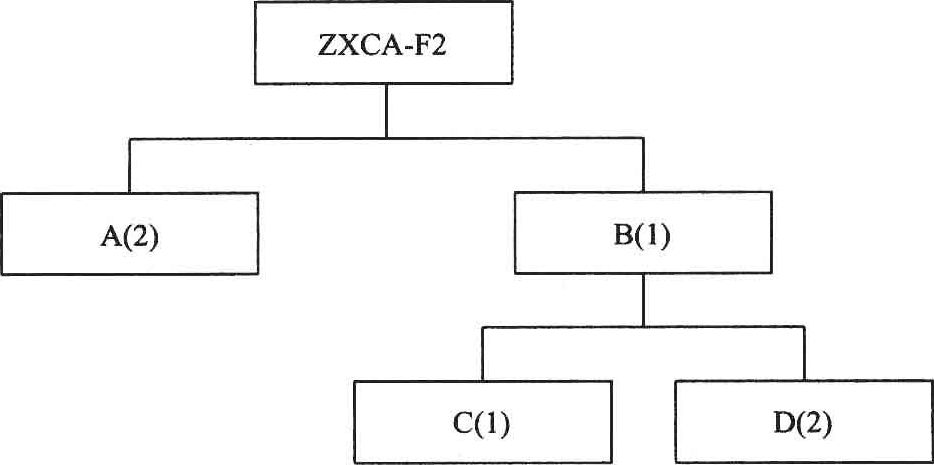 ZXCA-F2
A(2)
B(1)
C(1)
D(2)